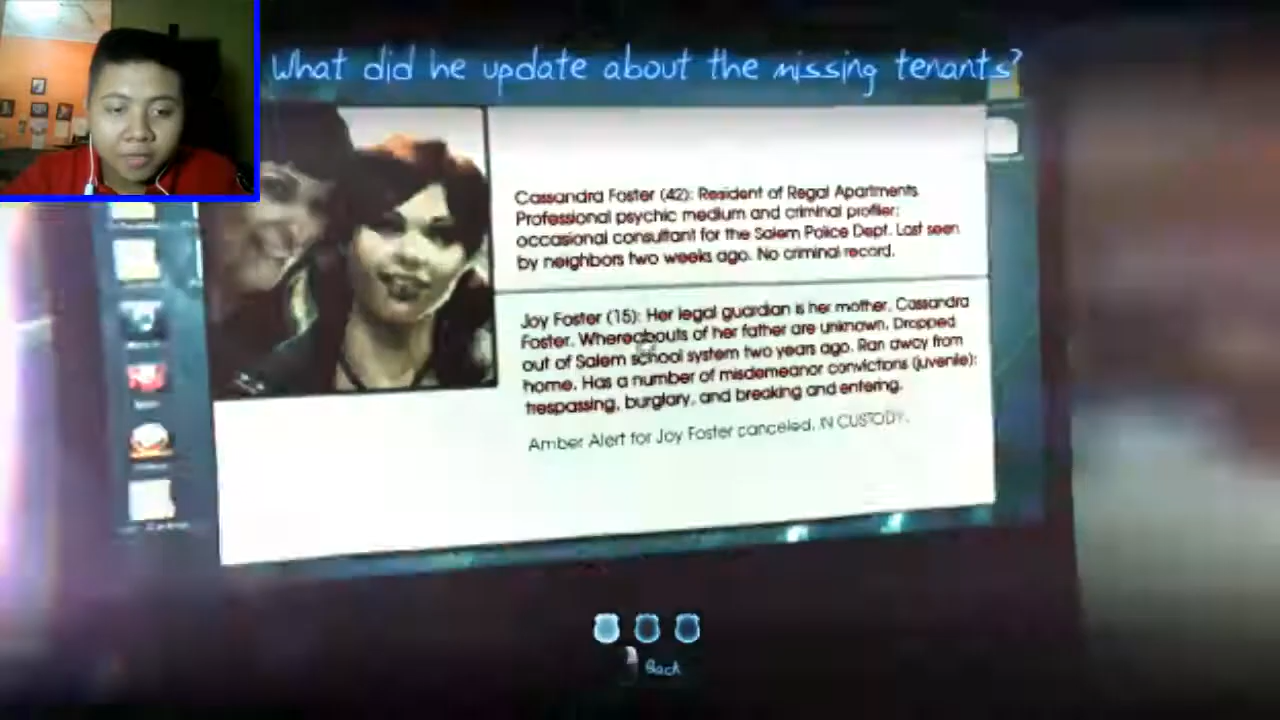 What did he update about the missing tenants?
Cassandra Foster (42): Resident of Regal Apartments.
Professional psychic medium and criminal profiler;
occasional consultant for the Salem Police Dept. Last seen
by neighbors two weeks ago. No criminal record.
Joy Foster (15): Her legal guardian is her mother, Cassandra
Foster. Whereabouts of her father are unknown. Dropped
out of Salem school system two years ago. Ran away from
home. Has a number of misdemeanor convictions (juvenile):
trespassing, burglary, and breaking and entering.
Amber Alert for Joy Foster canceled. IN CUSTODY.
Back